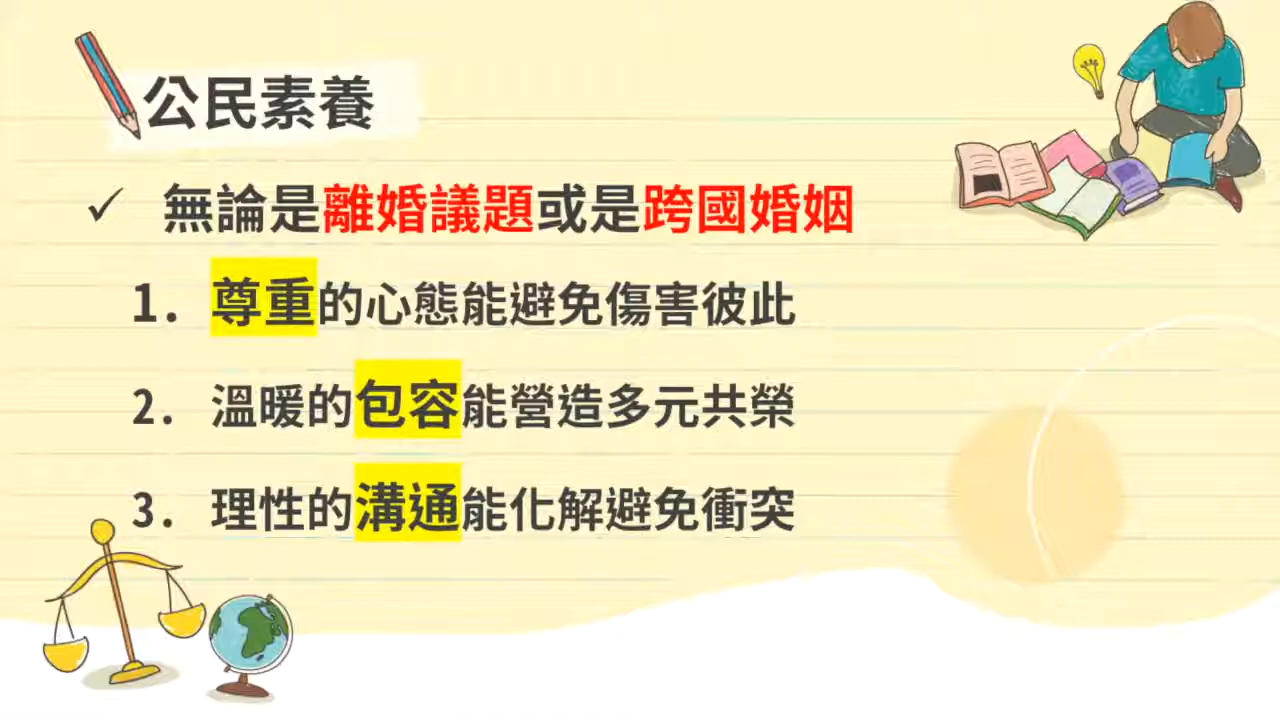 公民素養
✓ 無論是離婚議題或是跨國婚姻
1. 尊重的心態能避免傷害彼此
2. 溫暖的包容能營造多元共榮
3. 理性的溝通能化解避免衝突